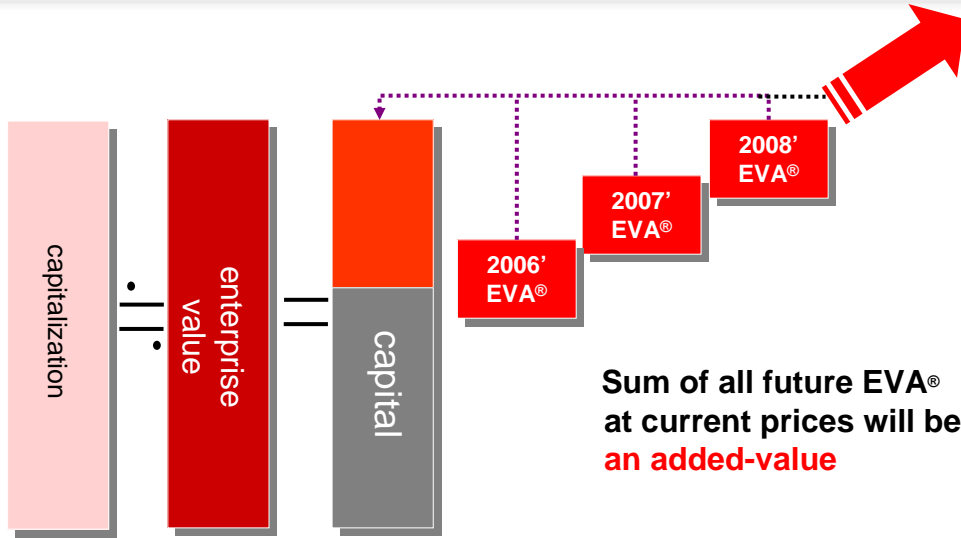 capitalization
enterprise
value
capital
2006’
EVA®
2007’
EVA®
2008’
EVA®
Sum of all future EVA®
at current prices will be
an added-value